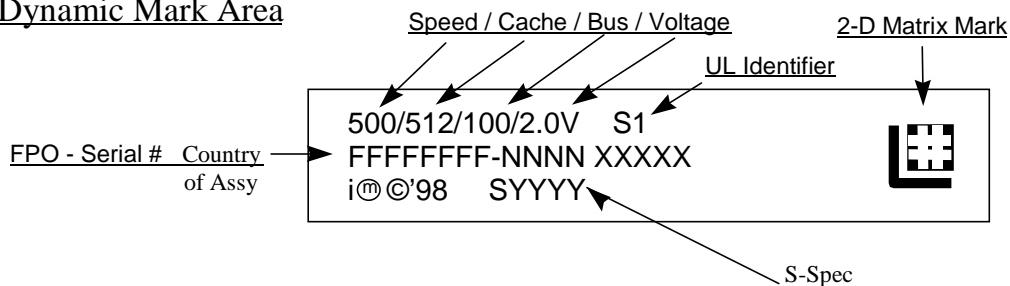 Dynamic Mark Area
Speed / Cache / Bus / Voltage
2-D Matrix Mark
UL Identifier
500/512/100/2.0V S1
FPO - Serial # Country
of Assy
FFFFFFFF-NNNN XXXXX
i ⓜ ©'98 SYYYY
S-Spec